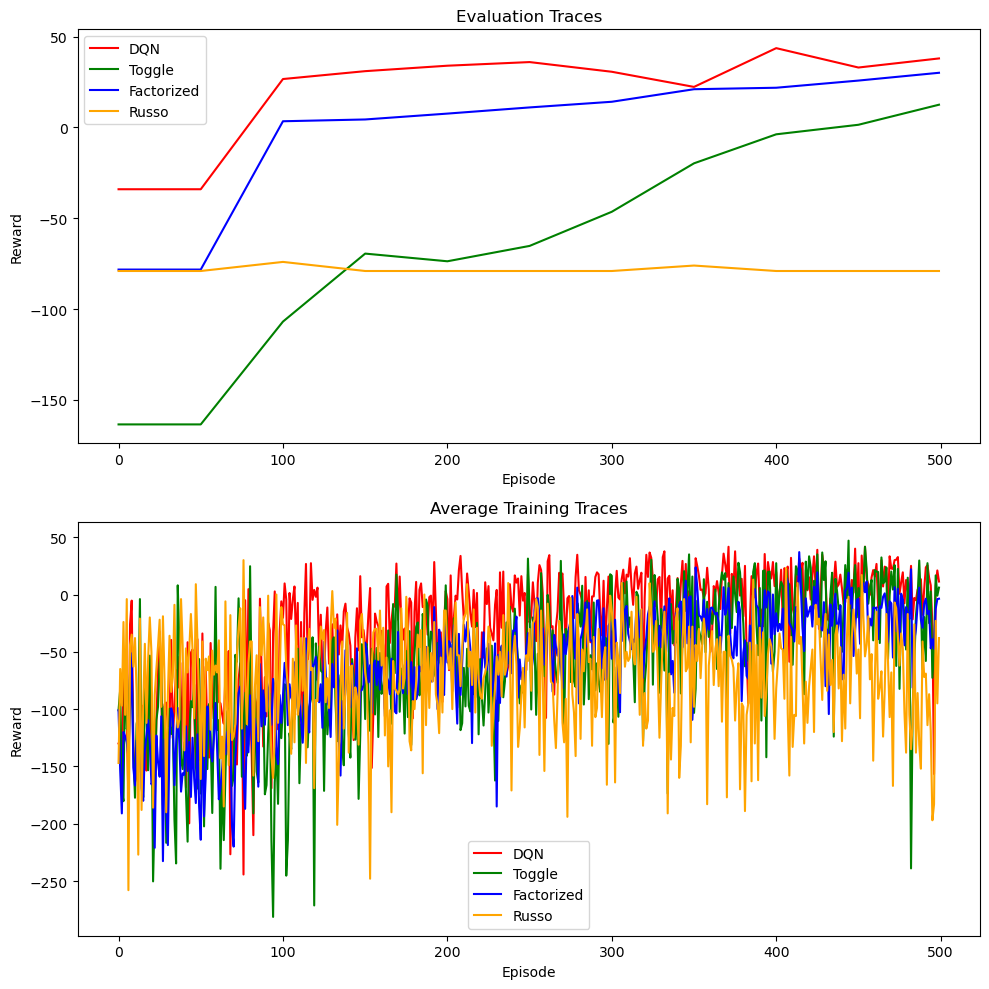 Evaluation Traces
50
0
−50
−100
−150
Reward
DQN
Toggle
Factorized
Russo
0 100 200 300 400 500
Episode
Average Training Traces
50
0
−50
−100
−150
−200
−250
Reward
DQN
Toggle
Factorized
Russo
0 100 200 300 400 500
Episode